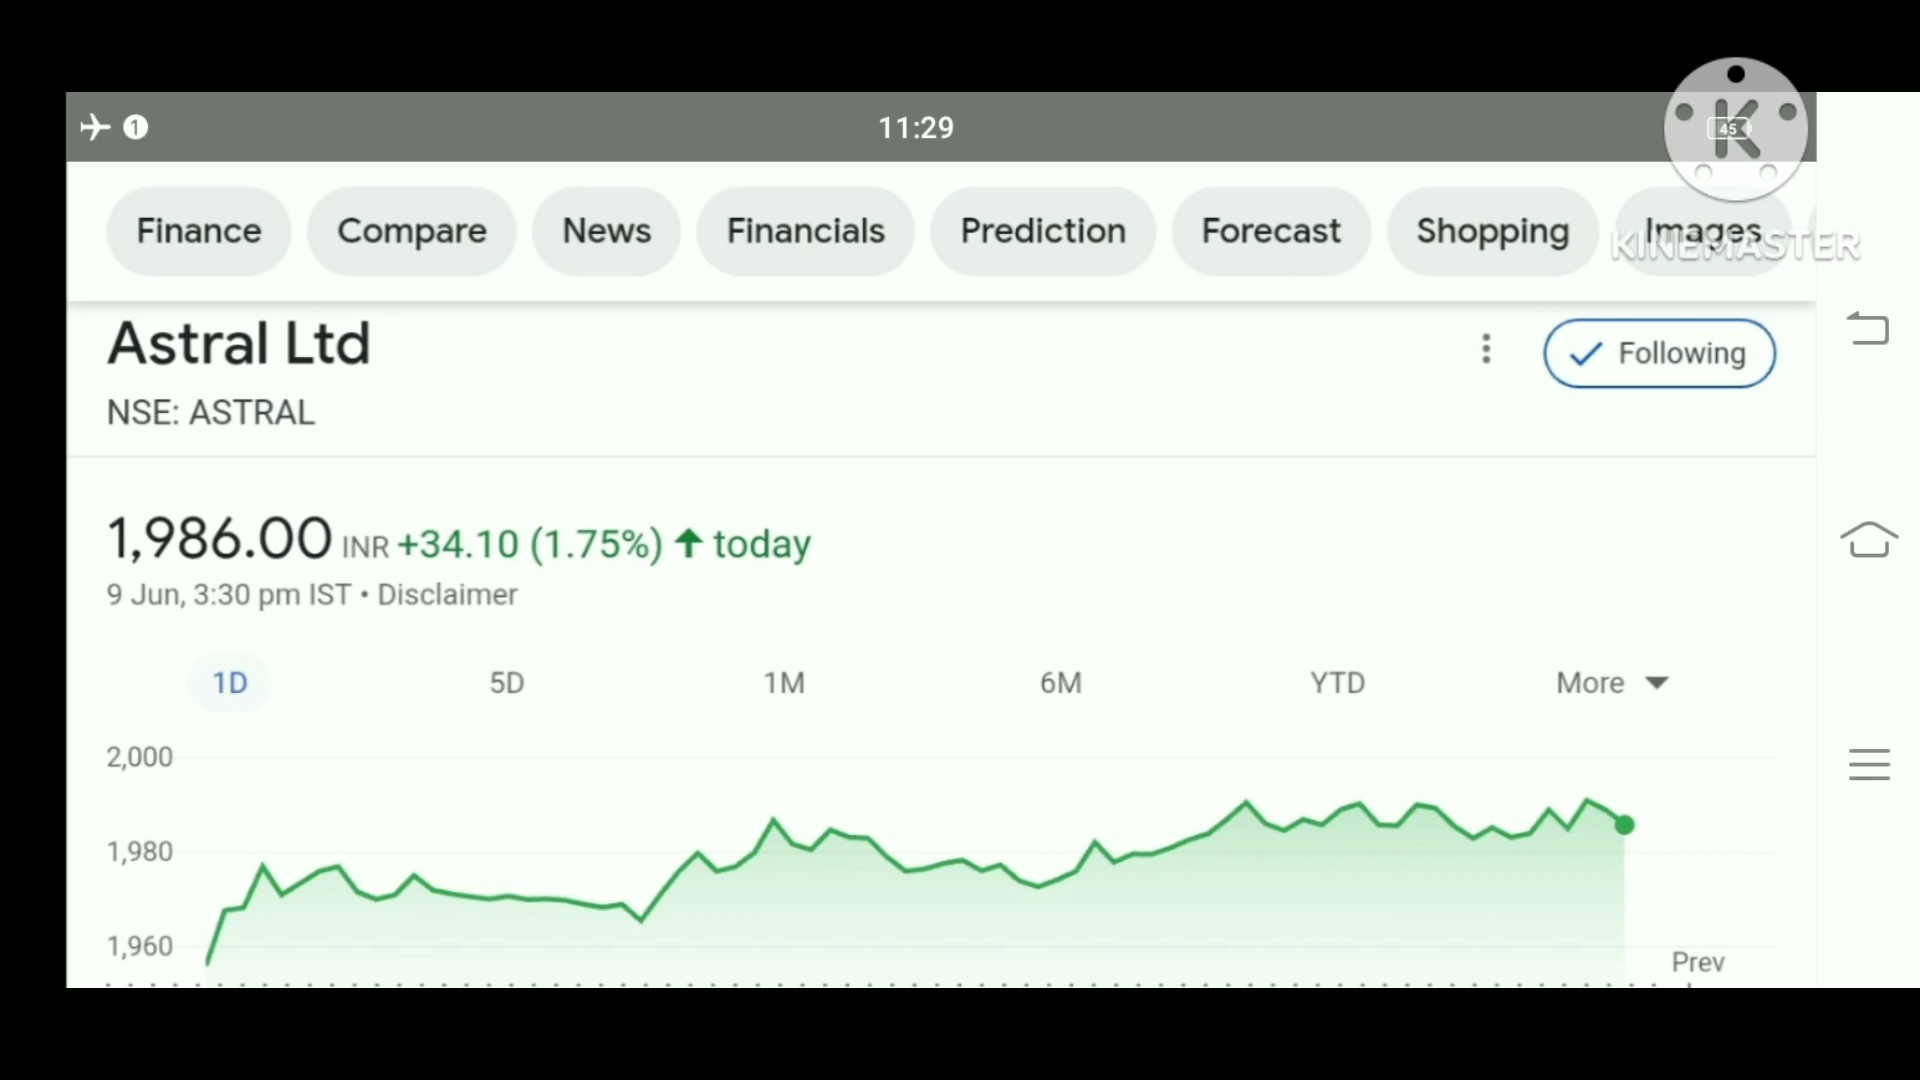 1 11:29 45
Finance Compare News Financials Prediction Forecast Shopping Images
KINEMASTER
Astral Ltd
Following
NSE: ASTRAL
1,986.00 INR +34.10 (1.75%) ↑ today
9 Jun, 3:30 pm IST • Disclaimer
1D 5D 1M 6M YTD More
2,000
1,980
1,960
Prev